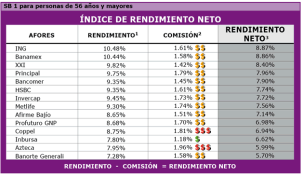 SB 1 para personas de 56 años y mayores
ÍNDICE DE RENDIMIENTO NETO
AFORES RENDIMIENTO¹ COMISIÓN² RENDIMIENTO NETO³
ING 10.48% 1.61% $$ 8.87%
Banamex 10.44% 1.58% $$ 8.86%
XXI 9.82% 1.42% $$ 8.40%
Principal 9.75% 1.79% $$ 7.96%
Bancomer 9.35% 1.45% $$ 7.90%
HSBC 9.35% 1.61% $$ 7.74%
Invercap 9.45% 1.73% $$ 7.72%
Metlife 9.30% 1.74% $$ 7.56%
Afirme Bajío 8.65% 1.51% $$ 7.14%
Profuturo GNP 8.68% 1.70% $$ 6.98%
Coppel 8.75% 1.81% $$$ 6.94%
Inbursa 7.80% 1.18% $ 6.62%
Azteca 7.95% 1.96% $$$ 5.99%
Banorte Generali 7.28% 1.58% $$ 5.70%
RENDIMIENTO - COMISIÓN = RENDIMIENTO NETO